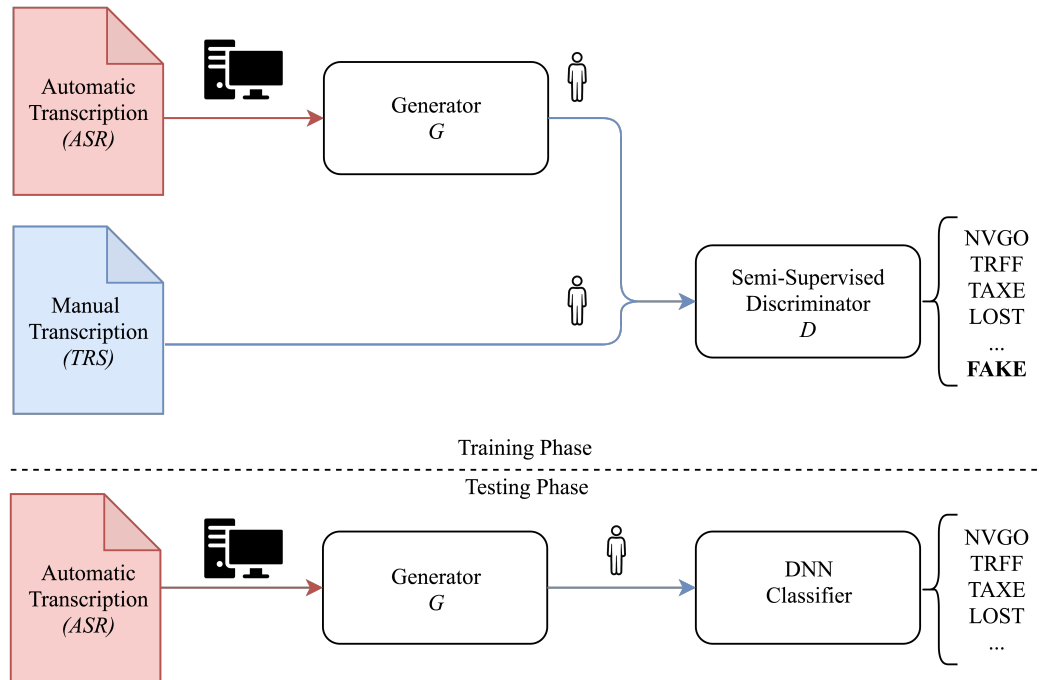 Automatic
Transcription
(ASR)
Generator
G
Manual
Transcription
(TRS)
Semi-Supervised
Discriminator
D
NVGO
TRFF
TAXE
LOST
...
FAKE
Training Phase
Testing Phase
Automatic
Transcription
(ASR)
Generator
G
DNN
Classifier
NVGO
TRFF
TAXE
LOST
...